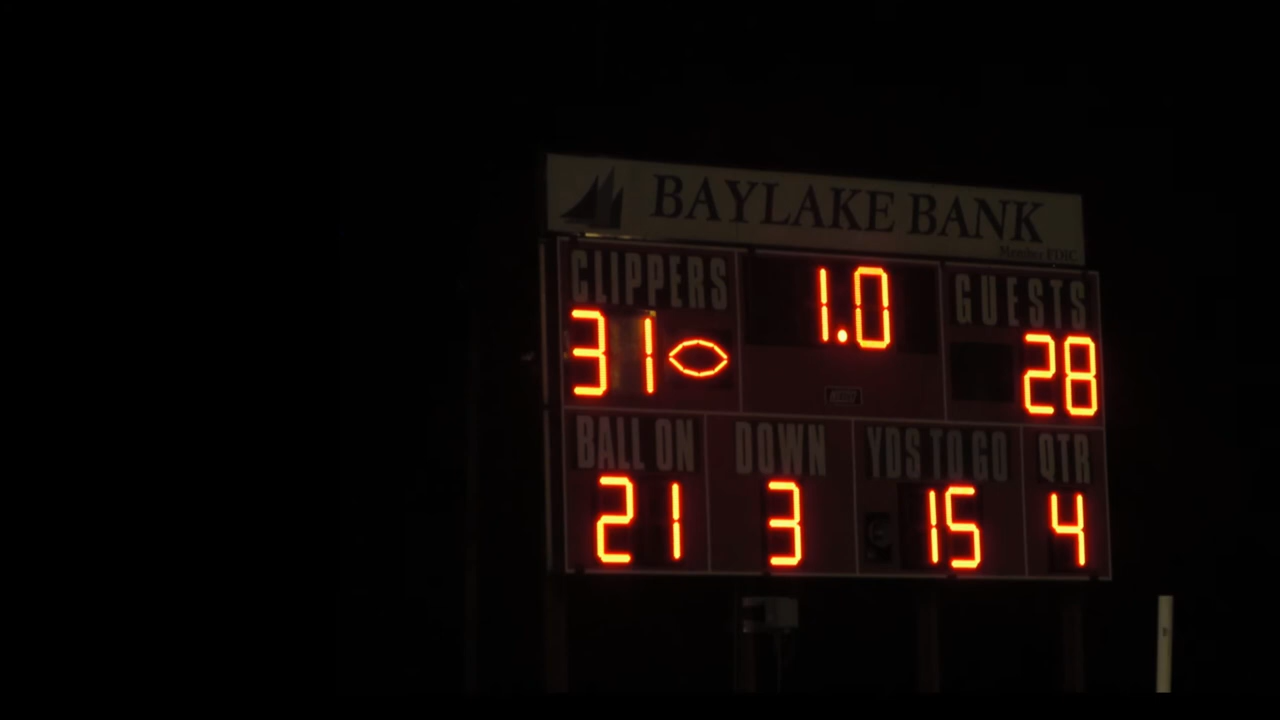 BAYLAKE BANK
Member FDIC
CLIPPERS 1.0 GUESTS
31 28
BALL ON DOWN YDS TO GO QTR
21 3 15 4